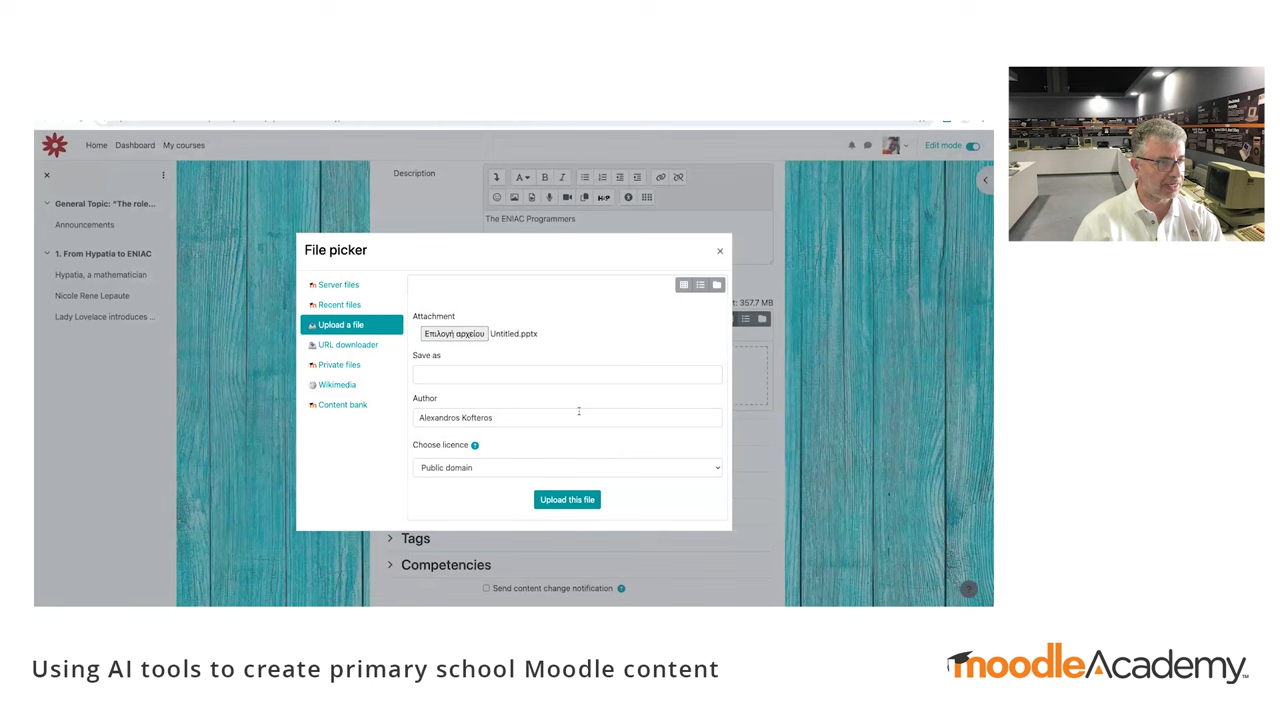 Home Dashboard My courses Edit mode
General Topic: "The role...
Announcements
1. From Hypatia to ENIAC
Hypatia, a mathematician
Nicole Rene Lepaute
Lady Lovelace introduces ...
Description
A B I H-P
The ENIAC Programmers
File picker
Server files
Recent files
Upload a file
URL downloader
Private files
Wikimedia
Content bank
t: 357.7 MB
Attachment
Επιλογή αρχείου Untitled.pptx
Save as
Author
Alexandros Kofteros
Choose licence
Public domain
Upload this file
Tags
Competencies
Send content change notification
Using AI tools to create primary school Moodle content
moodleAcademy™